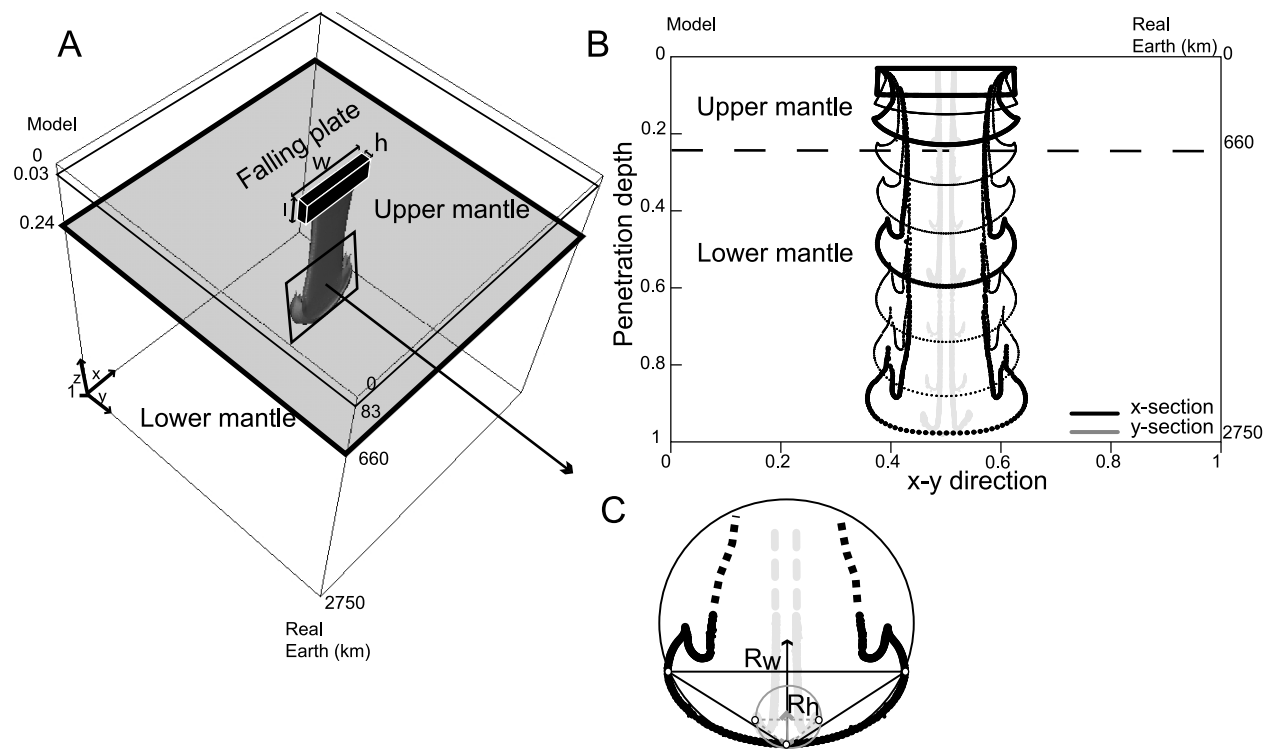 A
Model
0
0.03
0.24
Falling plate
w
h
l
Upper mantle
z
x
y
1
Lower mantle
0
83
660
2750
Real
Earth (km)
B
Model
Real
Earth (km)
0
0
Upper mantle
0.2
660
0.4
Lower mantle
0.6
0.8
1
2750
Penetration depth
x-section
y-section
0
0.2
0.4
0.6
0.8
1
x-y direction
C
Rw
Rh